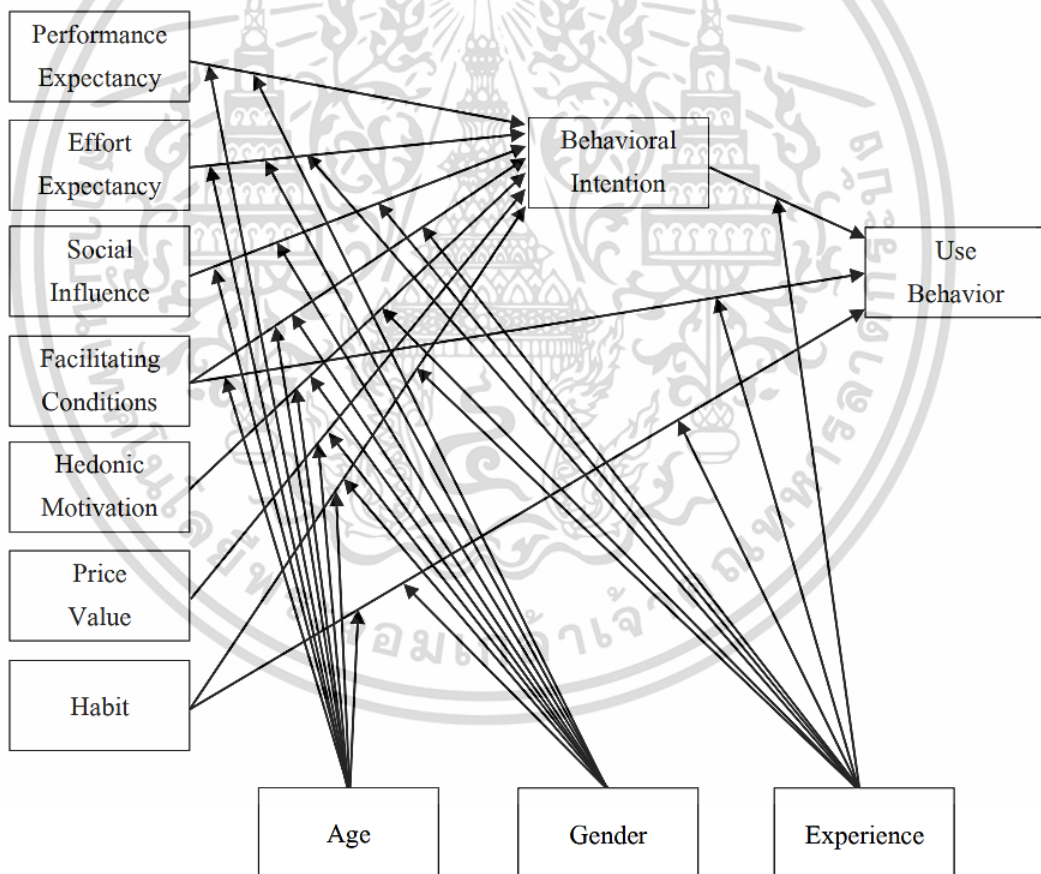 Performance
Expectancy
Effort
Expectancy
Social
Influence
Facilitating
Conditions
Hedonic
Motivation
Price
Value
Habit
Behavioral
Intention
Use
Behavior
Age
Gender
Experience